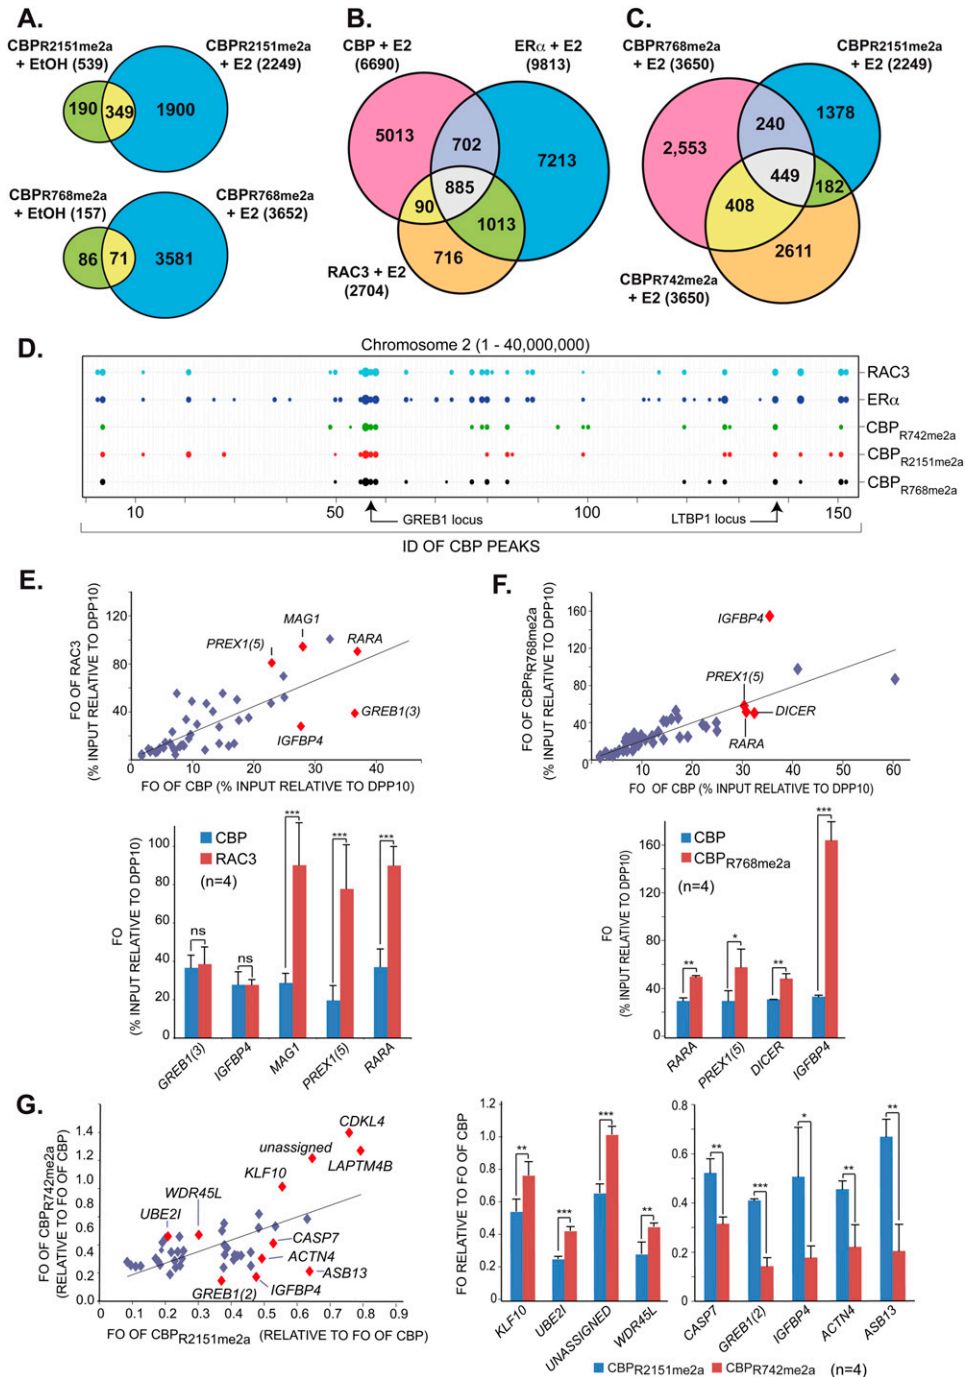 A.
CBPR2151me2a
+ EtOH (539)
CBPR2151me2a
+ E2 (2249)
190
349
1900
CBPR768me2a
+ EtOH (157)
CBPR768me2a
+ E2 (3652)
86
71
3581
B.
CBP + E2
(6690)
ERα + E2
(9813)
5013
702
7213
885
90
1013
716
RAC3 + E2
(2704)
C.
CBPR768me2a
+ E2 (3650)
CBPR2151me2a
+ E2 (2249)
1378
240
2,553
449
182
408
2611
CBPR742me2a
+ E2 (3650)
D.
Chromosome 2 (1 - 40,000,000)
RAC3
ERα
CBPR742me2a
CBPR2151me2a
CBPR768me2a
10
50
100
150
GREB1 locus
LTBP1 locus
ID OF CBP PEAKS
E.
FO OF RAC3
(% INPUT RELATIVE TO DPP10)
120
80
40
0
10
20
30
40
PREX1(5)
MAG1
RARA
GREB1(3)
IGFBP4
FO OF CBP (% INPUT RELATIVE TO DPP10)
FO
(% INPUT RELATIVE TO DPP10)
100
80
60
40
20
0
CBP
RAC3
(n=4)
ns
ns
***
***
***
GREB1(3)
IGFBP4
MAG1
PREX1(5)
RARA
F.
FO OF CBPRR768me2a
(% INPUT RELATIVE TO DPP10)
160
120
80
40
0
0
10
20
30
40
50
60
IGFBP4
PREX1(5)
DICER
RARA
FO OF CBP (% INPUT RELATIVE TO DPP10)
FO
(% INPUT RELATIVE TO DPP10)
160
100
60
30
0
CBP
CBPR768me2a
(n=4)
**
*
**
***
RARA
PREX1(5)
DICER
IGFBP4
G.
FO OF CBPR742me2a
(RELATIVE TO FO OF CBP)
1.4
1.2
1.0
0.8
0.6
0.4
0.2
0.0
0.0
0.1
0.2
0.3
0.4
0.5
0.6
0.7
0.8
0.9
CDKL4
unassigned
LAPTM4B
KLF10
WDR45L
UBE2I
CASP7
ACTN4
ASB13
GREB1(2)
IGFBP4
FO OF CBPR2151me2a (RELATIVE TO FO OF CBP)
FO RELATIVE TO FO OF CBP
1.2
1.0
0.8
0.6
0.4
0.2
0
**
***
***
**
KLF10
UBE2I
UNASSIGNED
WDR45L
0.8
0.6
0.4
0.2
0
**
***
*
**
**
CASP7
GREB1(2)
IGFBP4
ACTN4
ASB13
CBPR2151me2a
CBPR742me2a
(n=4)